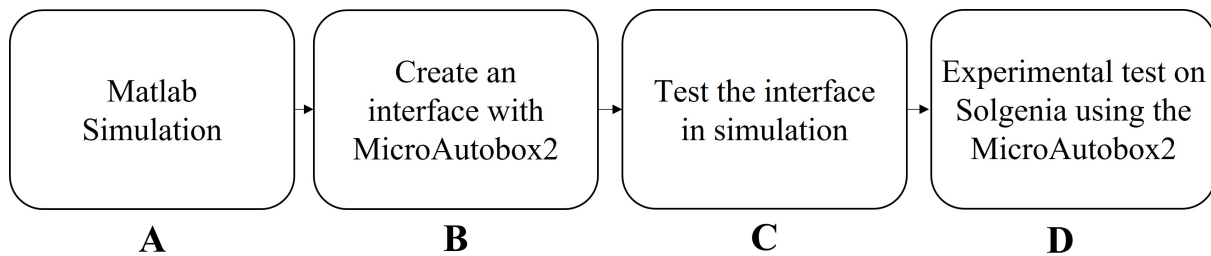 Matlab
Simulation
Create an
interface with
MicroAutobox2
Test the interface
in simulation
Experimental test on
Solgenia using the
MicroAutobox2
A
B
C
D